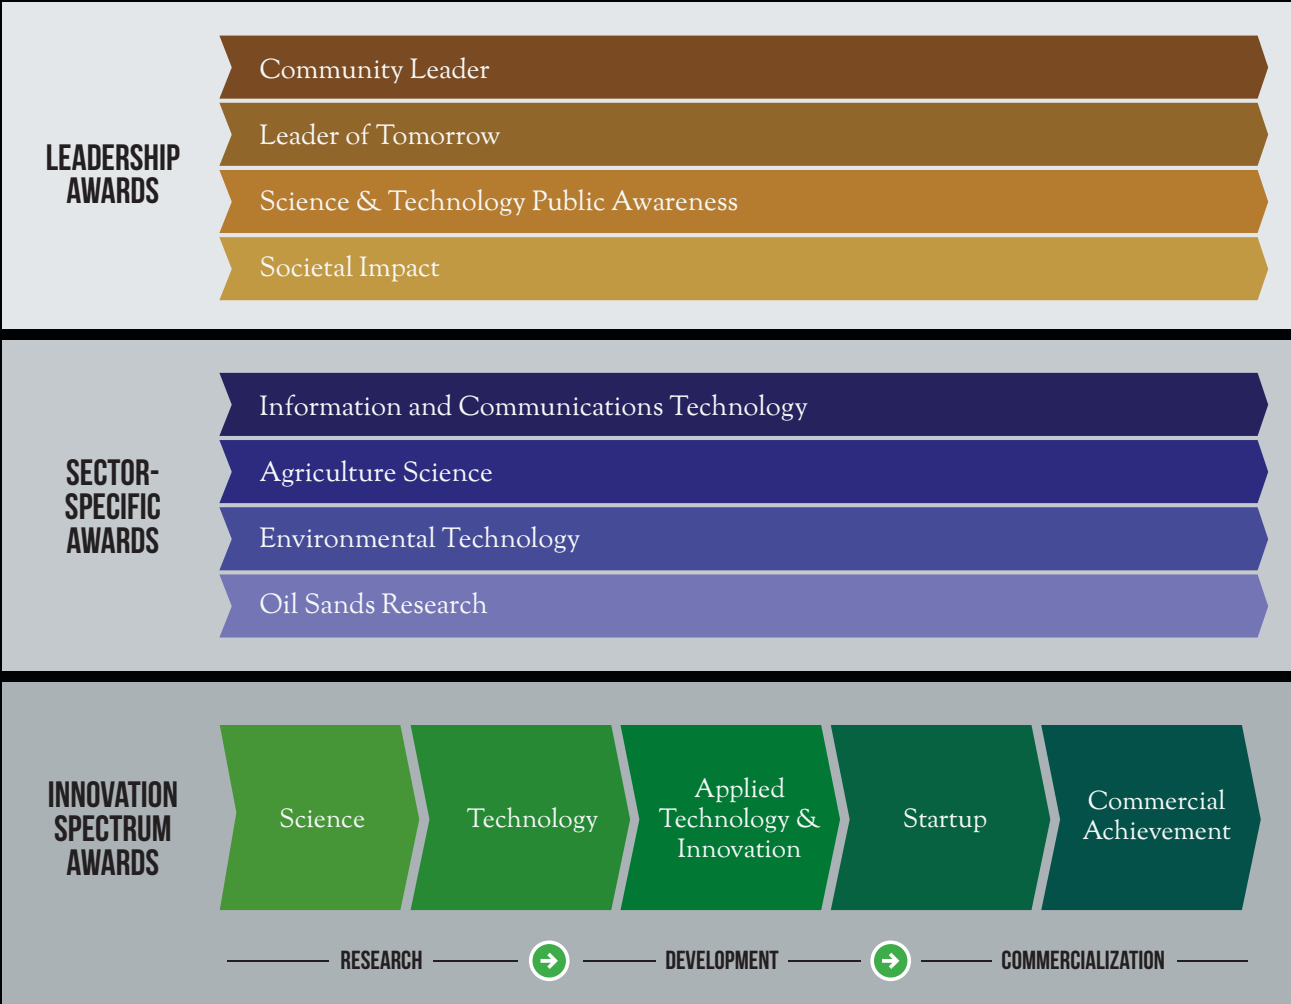 LEADERSHIP
AWARDS
Community Leader
Leader of Tomorrow
Science & Technology Public Awareness
Societal Impact
SECTOR-
SPECIFIC
AWARDS
Information and Communications Technology
Agriculture Science
Environmental Technology
Oil Sands Research
INNOVATION
SPECTRUM
AWARDS
Science
Technology
Applied
Technology &
Innovation
Startup
Commercial
Achievement
RESEARCH
DEVELOPMENT
COMMERCIALIZATION